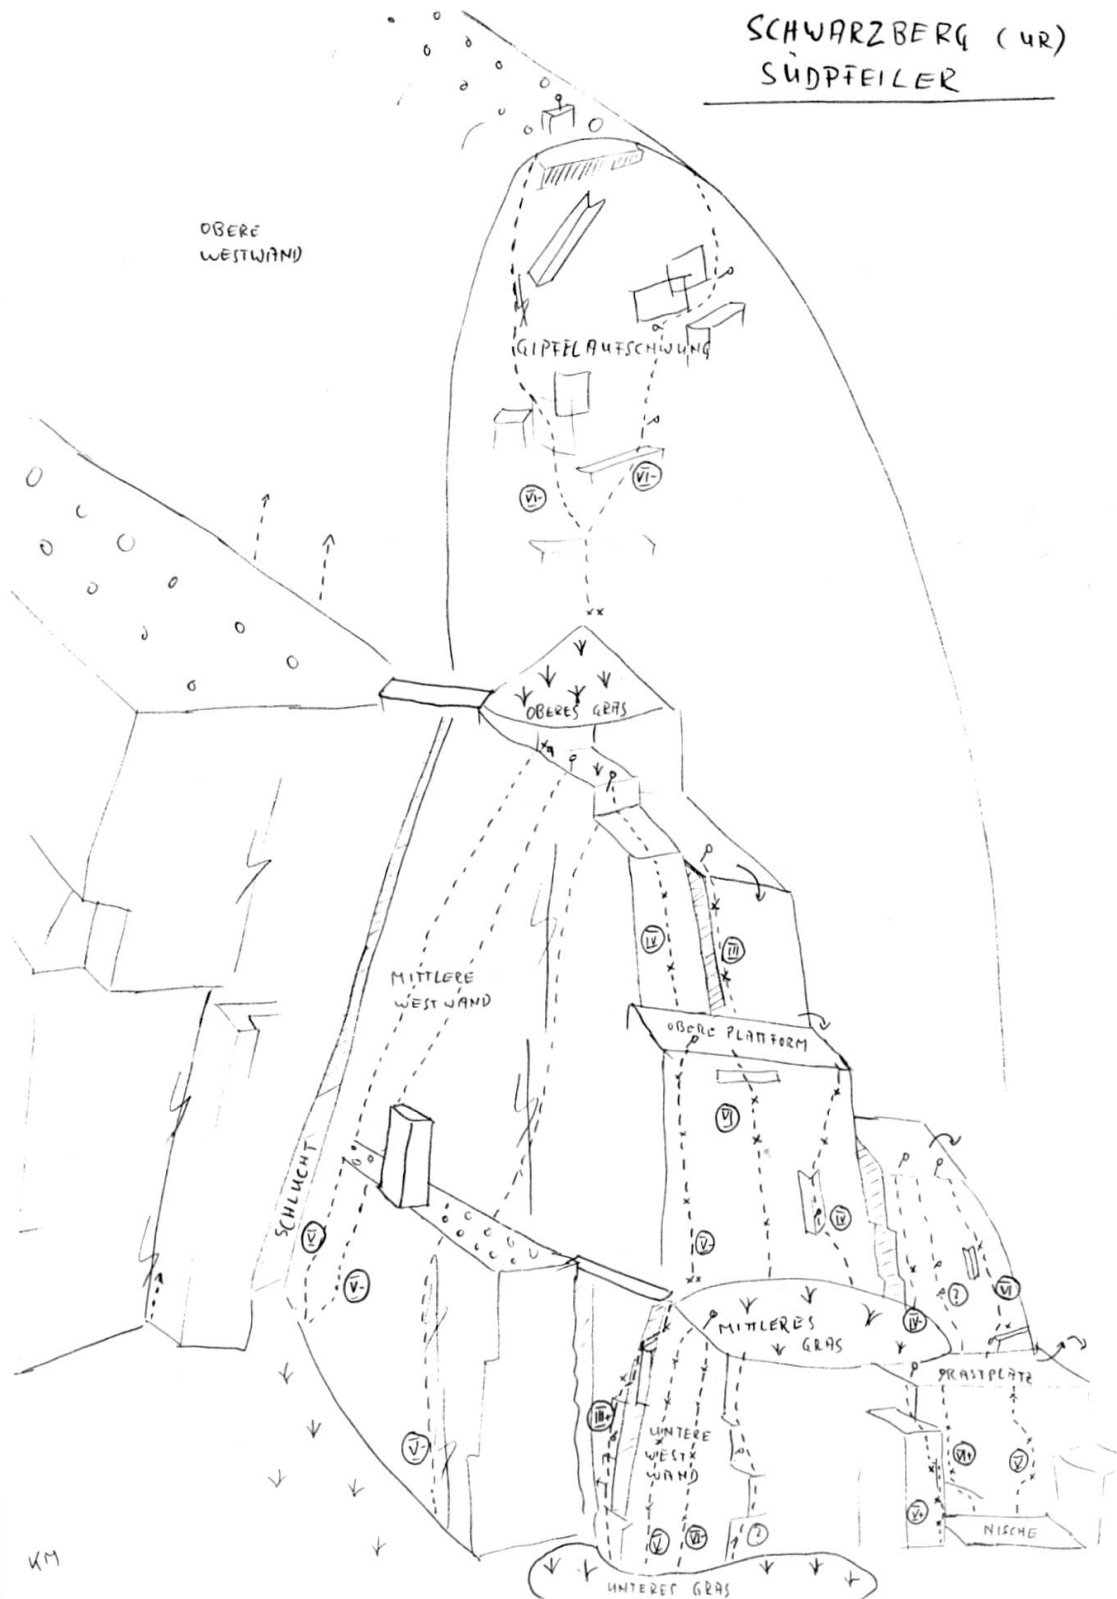 SCHWARZBERG (UR)
SÜDPFEILER
OBERE
WESTWAND
GIPFELAUFSCHWUNG
VI-
VI-
OBERES GRAS
IV
III
MITTLERE
WESTWAND
OBERE PLATTFORM
VI
SCHLUCHT
V
V-
V-
IV
?
VI
IV-
MITTLERES
GRAS
RASTPLATZ
V-
III+
UNTERE
WEST
WAND
VI+
V
V+
V
VI-
?
NISCHE
KM
UNTERES GRAS